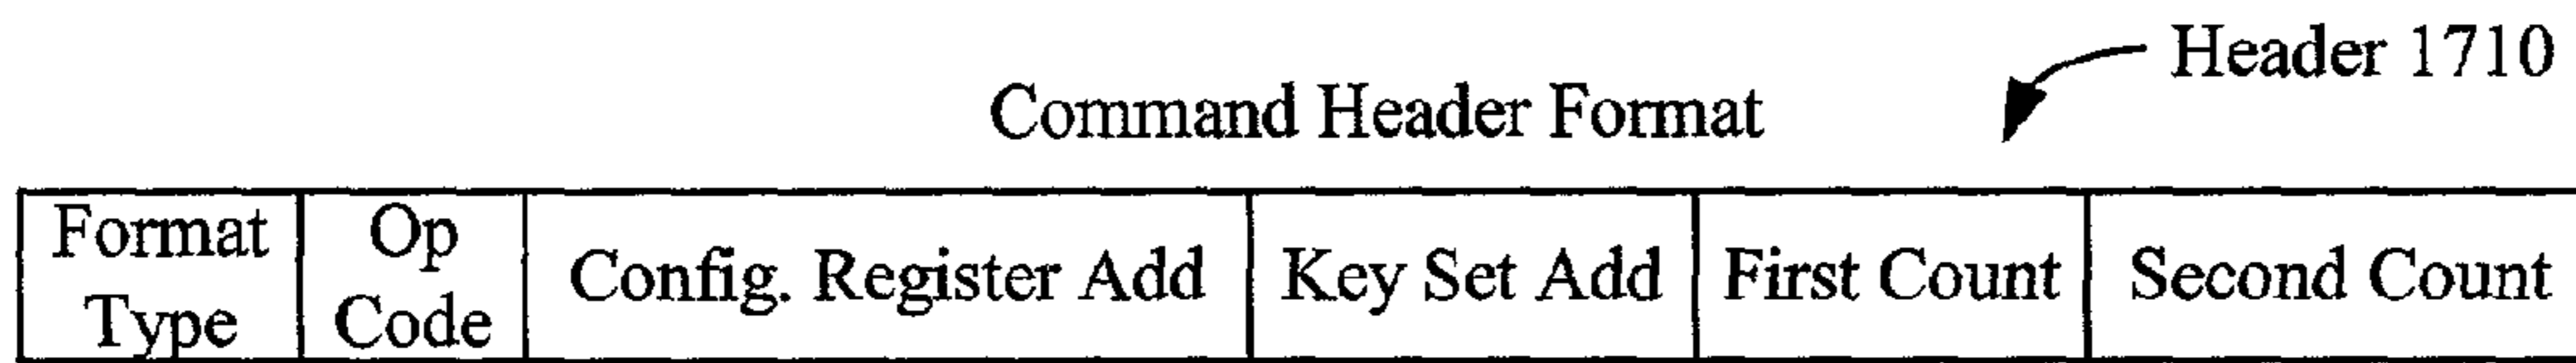 Header 1710
Command Header Format
Format
Type
Op
Code
Config. Register Add
Key Set Add
First Count
Second Count